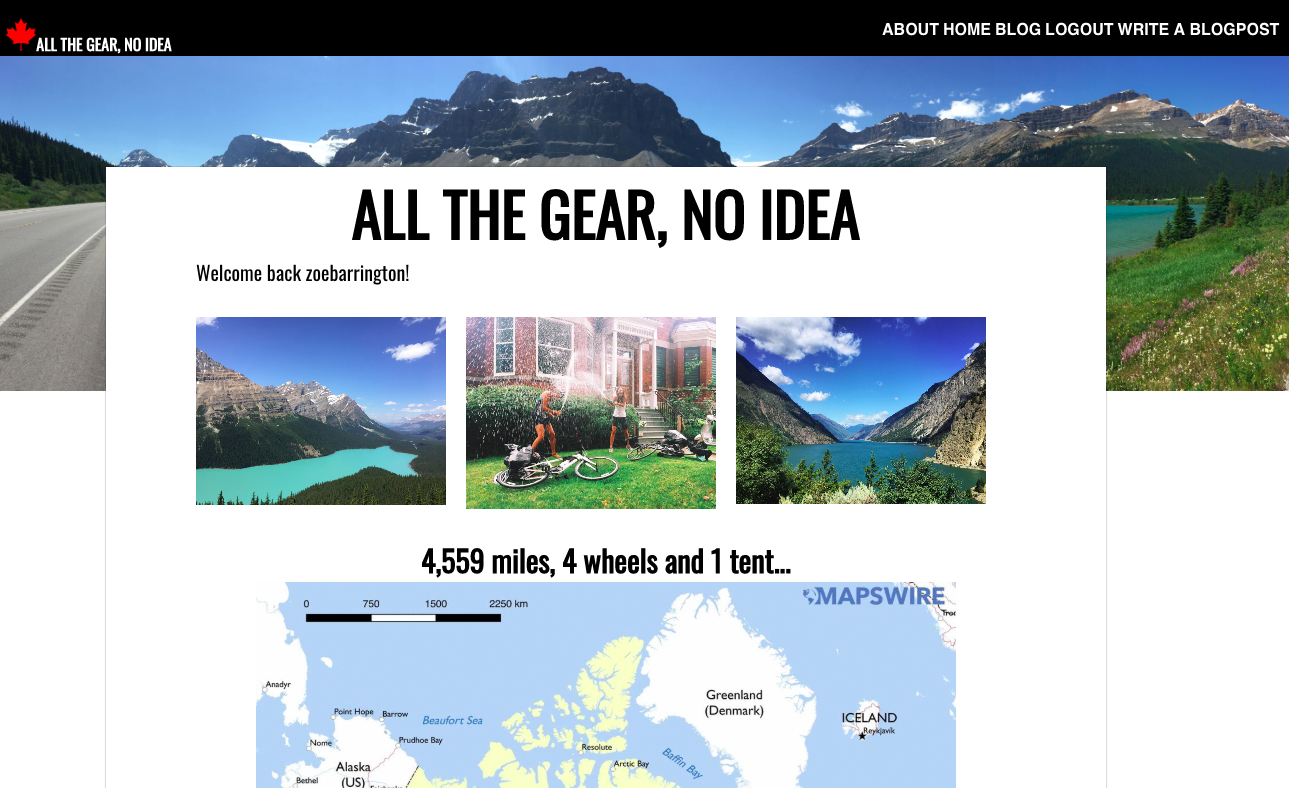 ALL THE GEAR, NO IDEA
ABOUT HOME BLOG LOGOUT WRITE A BLOGPOST
ALL THE GEAR, NO IDEA
Welcome back zoebarrington!
4,559 miles, 4 wheels and 1 tent...
MAPSWIRE
0 750 1500 2250 km
Anadyr
Greenland
(Denmark)
Point Hope
Barrow
Beaufort Sea
ICELAND
Reykjavik
Nome
Prudhoe Bay
Resolute
Baffin Bay
Arctic Bay
Alaska
(US)
Bethel